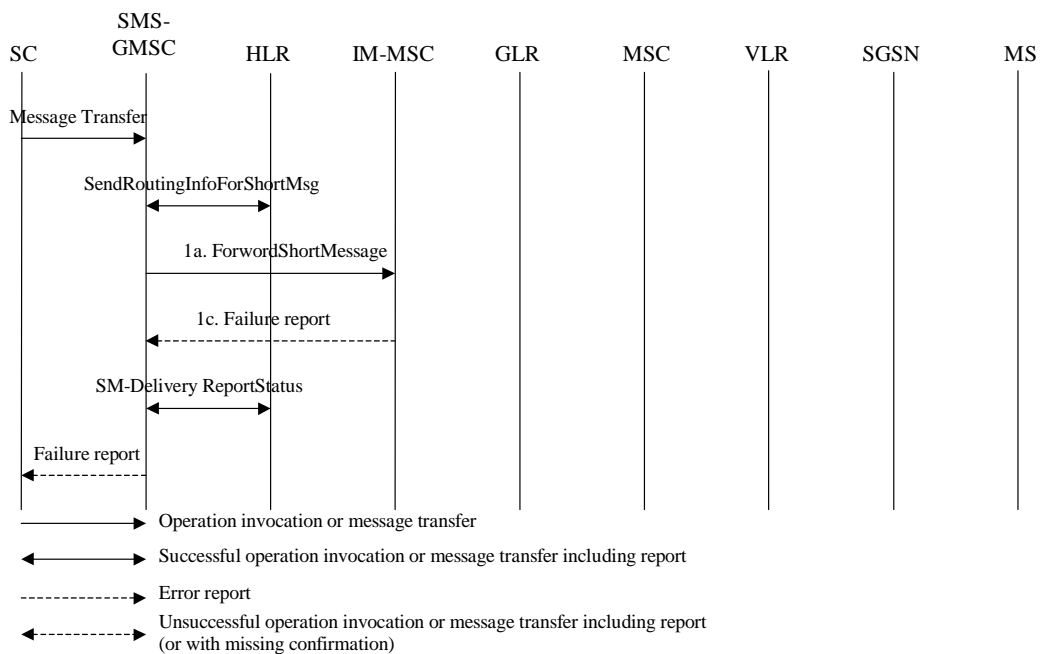 SMS-
SC GMSC HLR IM-MSC GLR MSC VLR SGSN MS
Message Transfer
SendRoutingInfoForShortMsg
1a. ForwordShortMessage
1c. Failure report
SM-Delivery ReportStatus
Failure report
Operation invocation or message transfer
Successful operation invocation or message transfer including report
Error report
Unsuccessful operation invocation or message transfer including report
(or with missing confirmation)